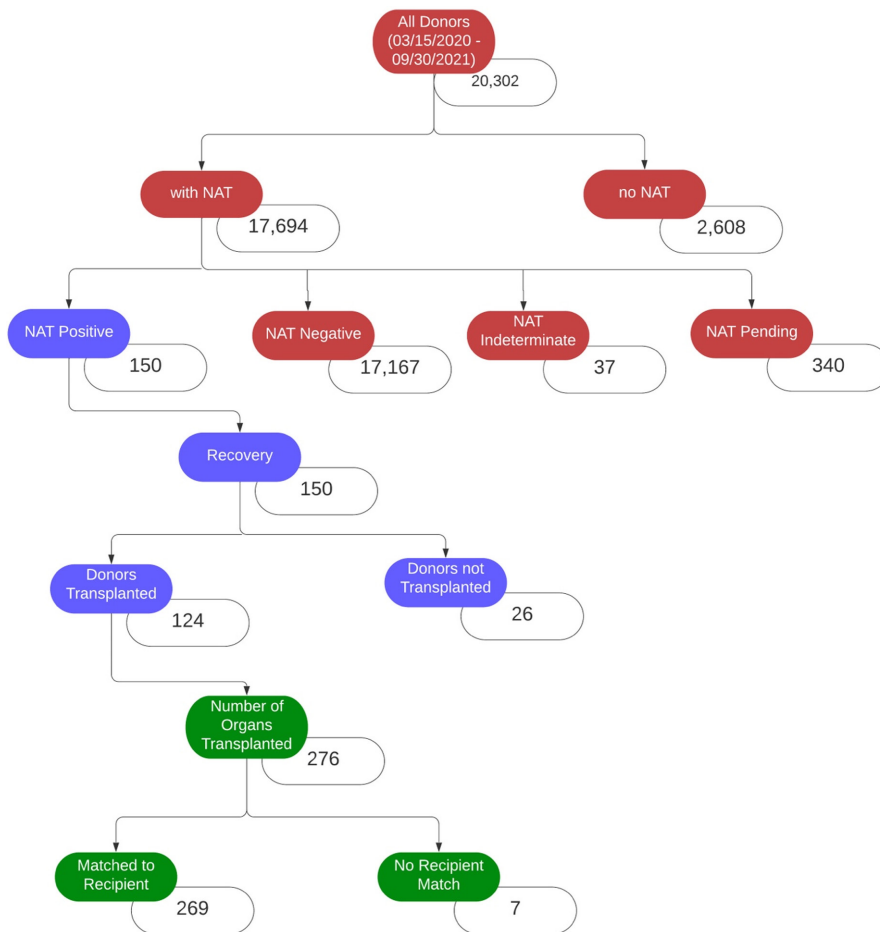 All Donors
(03/15/2020 -
09/30/2021)
20,302
with NAT
17,694
no NAT
2,608
NAT Positive
150
NAT Negative
17,167
NAT
Indeterminate
37
NAT Pending
340
Recovery
150
Donors
Transplanted
124
Donors not
Transplanted
26
Number of
Organs
Transplanted
276
Matched to
Recipient
269
No Recipient
Match
7